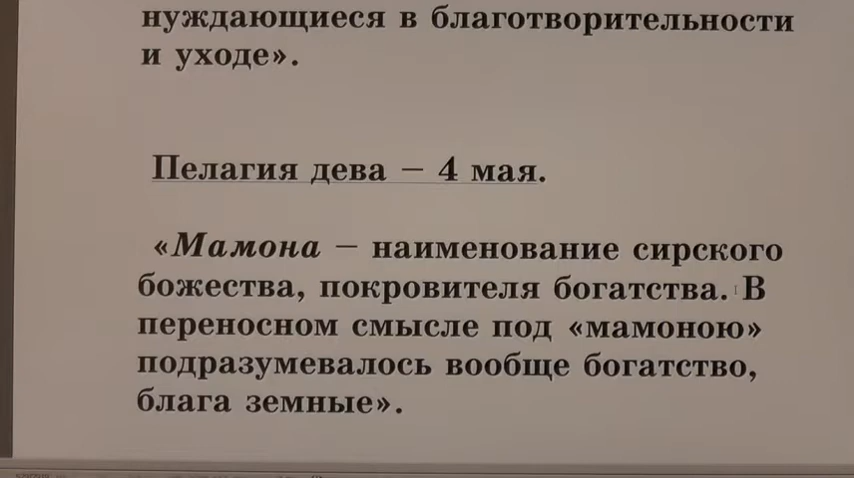 нуждающиеся в благотворительности
и уходе».
Пелагия дева – 4 мая.
«Мамона – наименование сирского
божества, покровителя богатства. В
переносном смысле под «мамоною»
подразумевалось вообще богатство,
блага земные».